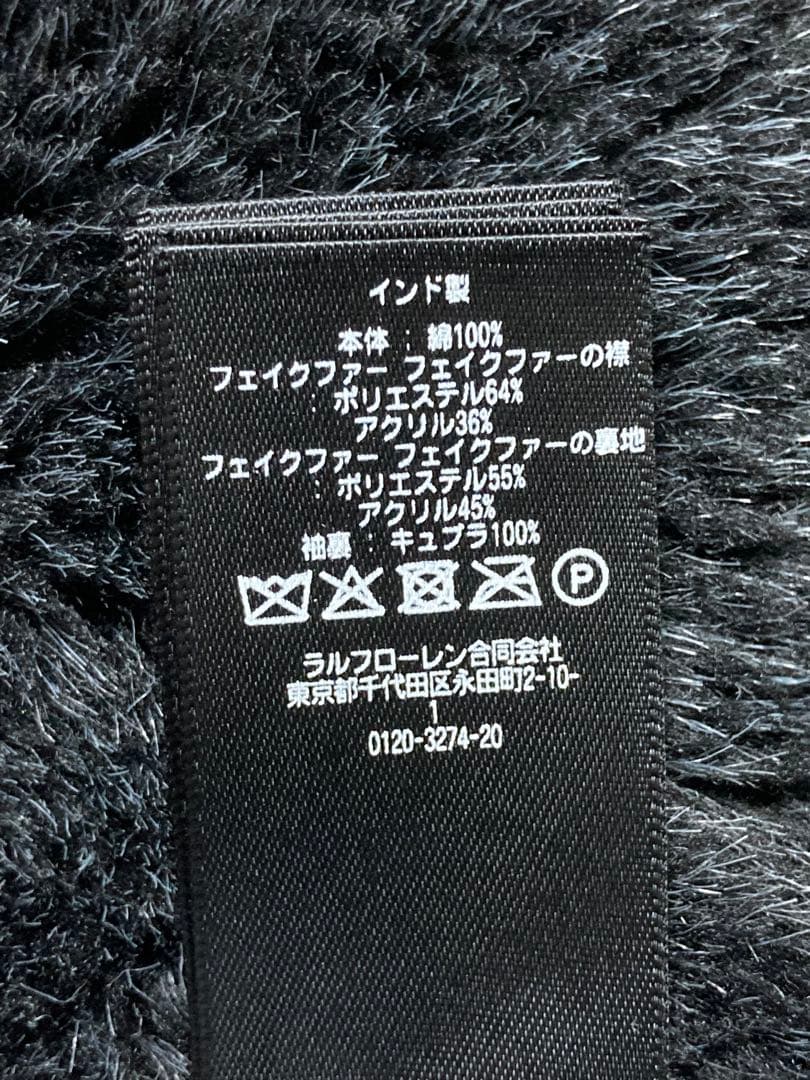 インド製
本体 : 綿100%
フェイクファー フェイクファーの襟
: ポリエステル64%
アクリル36%
フェイクファー フェイクファーの裏地
: ポリエステル55%
アクリル45%
袖裏 : キュプラ100%
P
ラルフローレン合同会社
東京都千代田区永田町2-10-
1
0120-3274-20